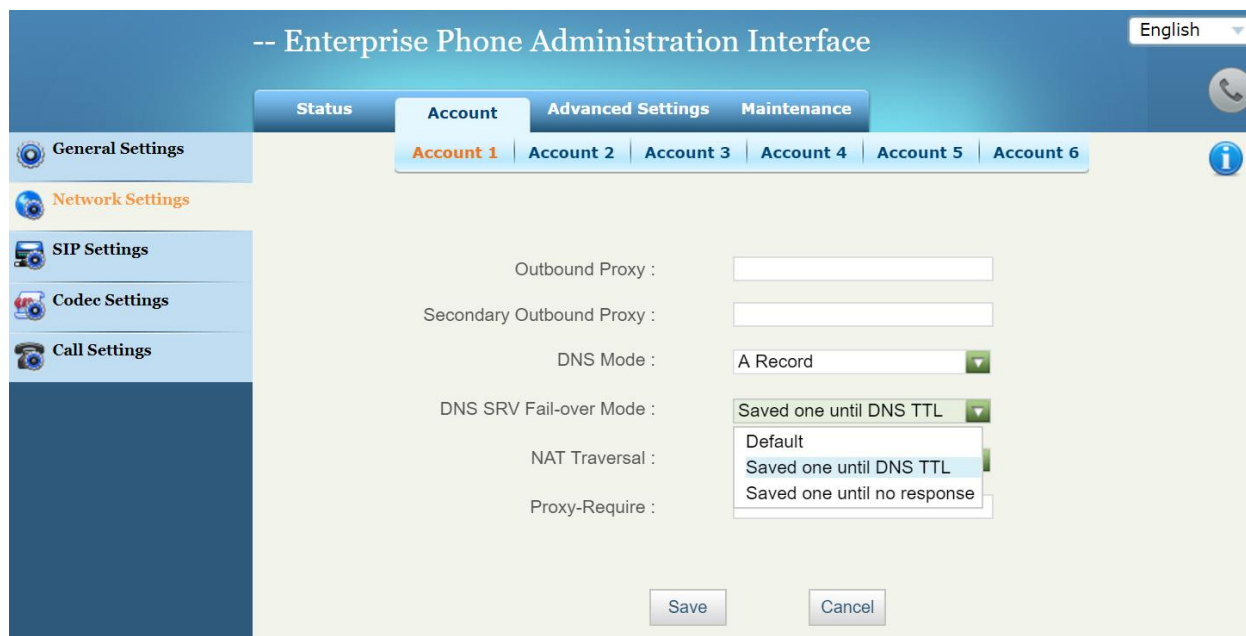 -- Enterprise Phone Administration Interface
English
Status Account Advanced Settings Maintenance
Account 1 Account 2 Account 3 Account 4 Account 5 Account 6
General Settings
Network Settings
SIP Settings
Codec Settings
Call Settings
Outbound Proxy :
Secondary Outbound Proxy :
DNS Mode : A Record
DNS SRV Fail-over Mode : Saved one until DNS TTL
Default
Saved one until DNS TTL
Saved one until no response
NAT Traversal :
Proxy-Require :
Save Cancel